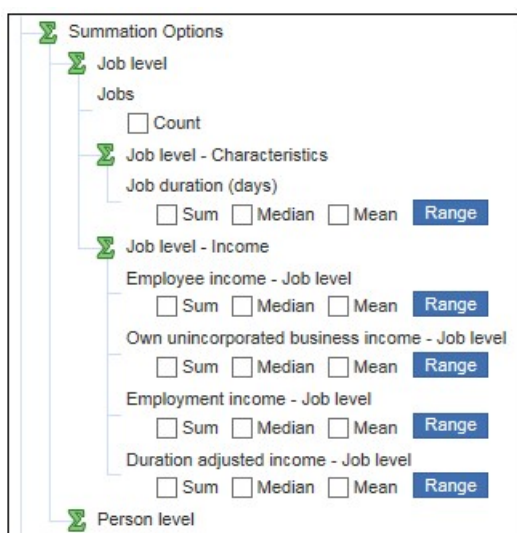 Summation Options
Job level
Jobs
Count
Job level - Characteristics
Job duration (days)
Sum Median Mean Range
Job level - Income
Employee income - Job level
Sum Median Mean Range
Own unincorporated business income - Job level
Sum Median Mean Range
Employment income - Job level
Sum Median Mean Range
Duration adjusted income - Job level
Sum Median Mean Range
Person level